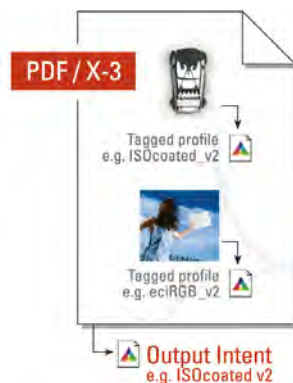 PDF/X-3
Tagged profile
e.g. ISOcoated_v2
Tagged profile
e.g. eciRGB_v2
Output Intent
e.g. ISOcoated v2